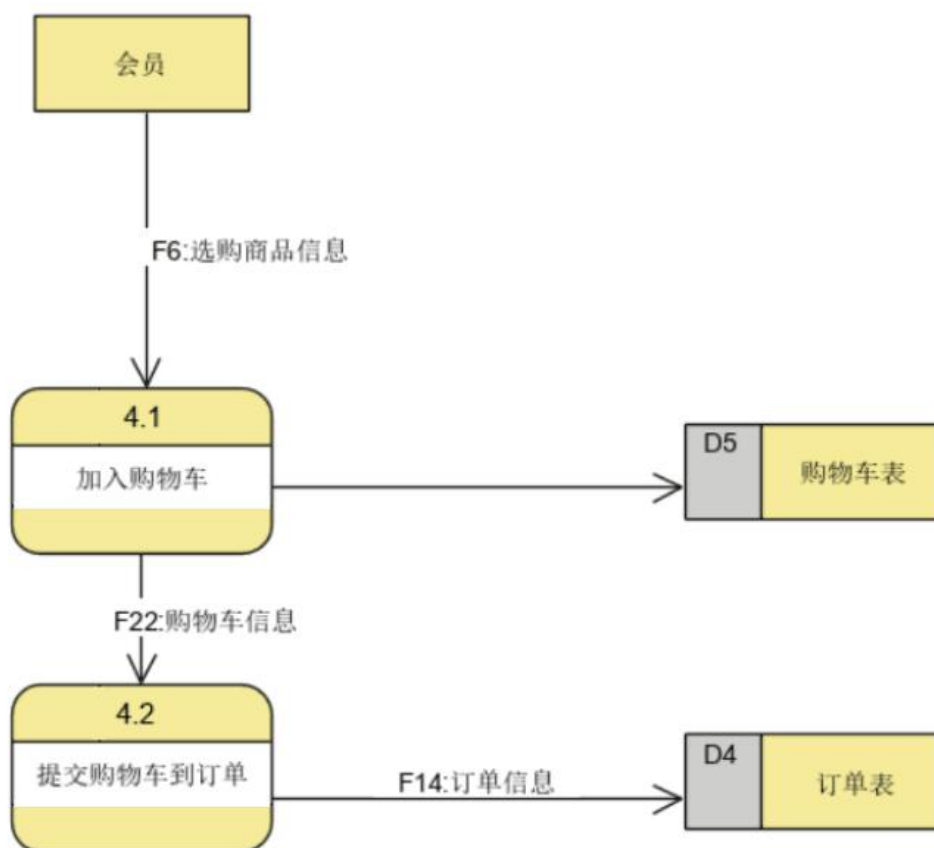 会员
F6:选购商品信息
4.1
加入购物车
D5
购物车表
F22:购物车信息
4.2
提交购物车到订单
F14:订单信息
D4
订单表